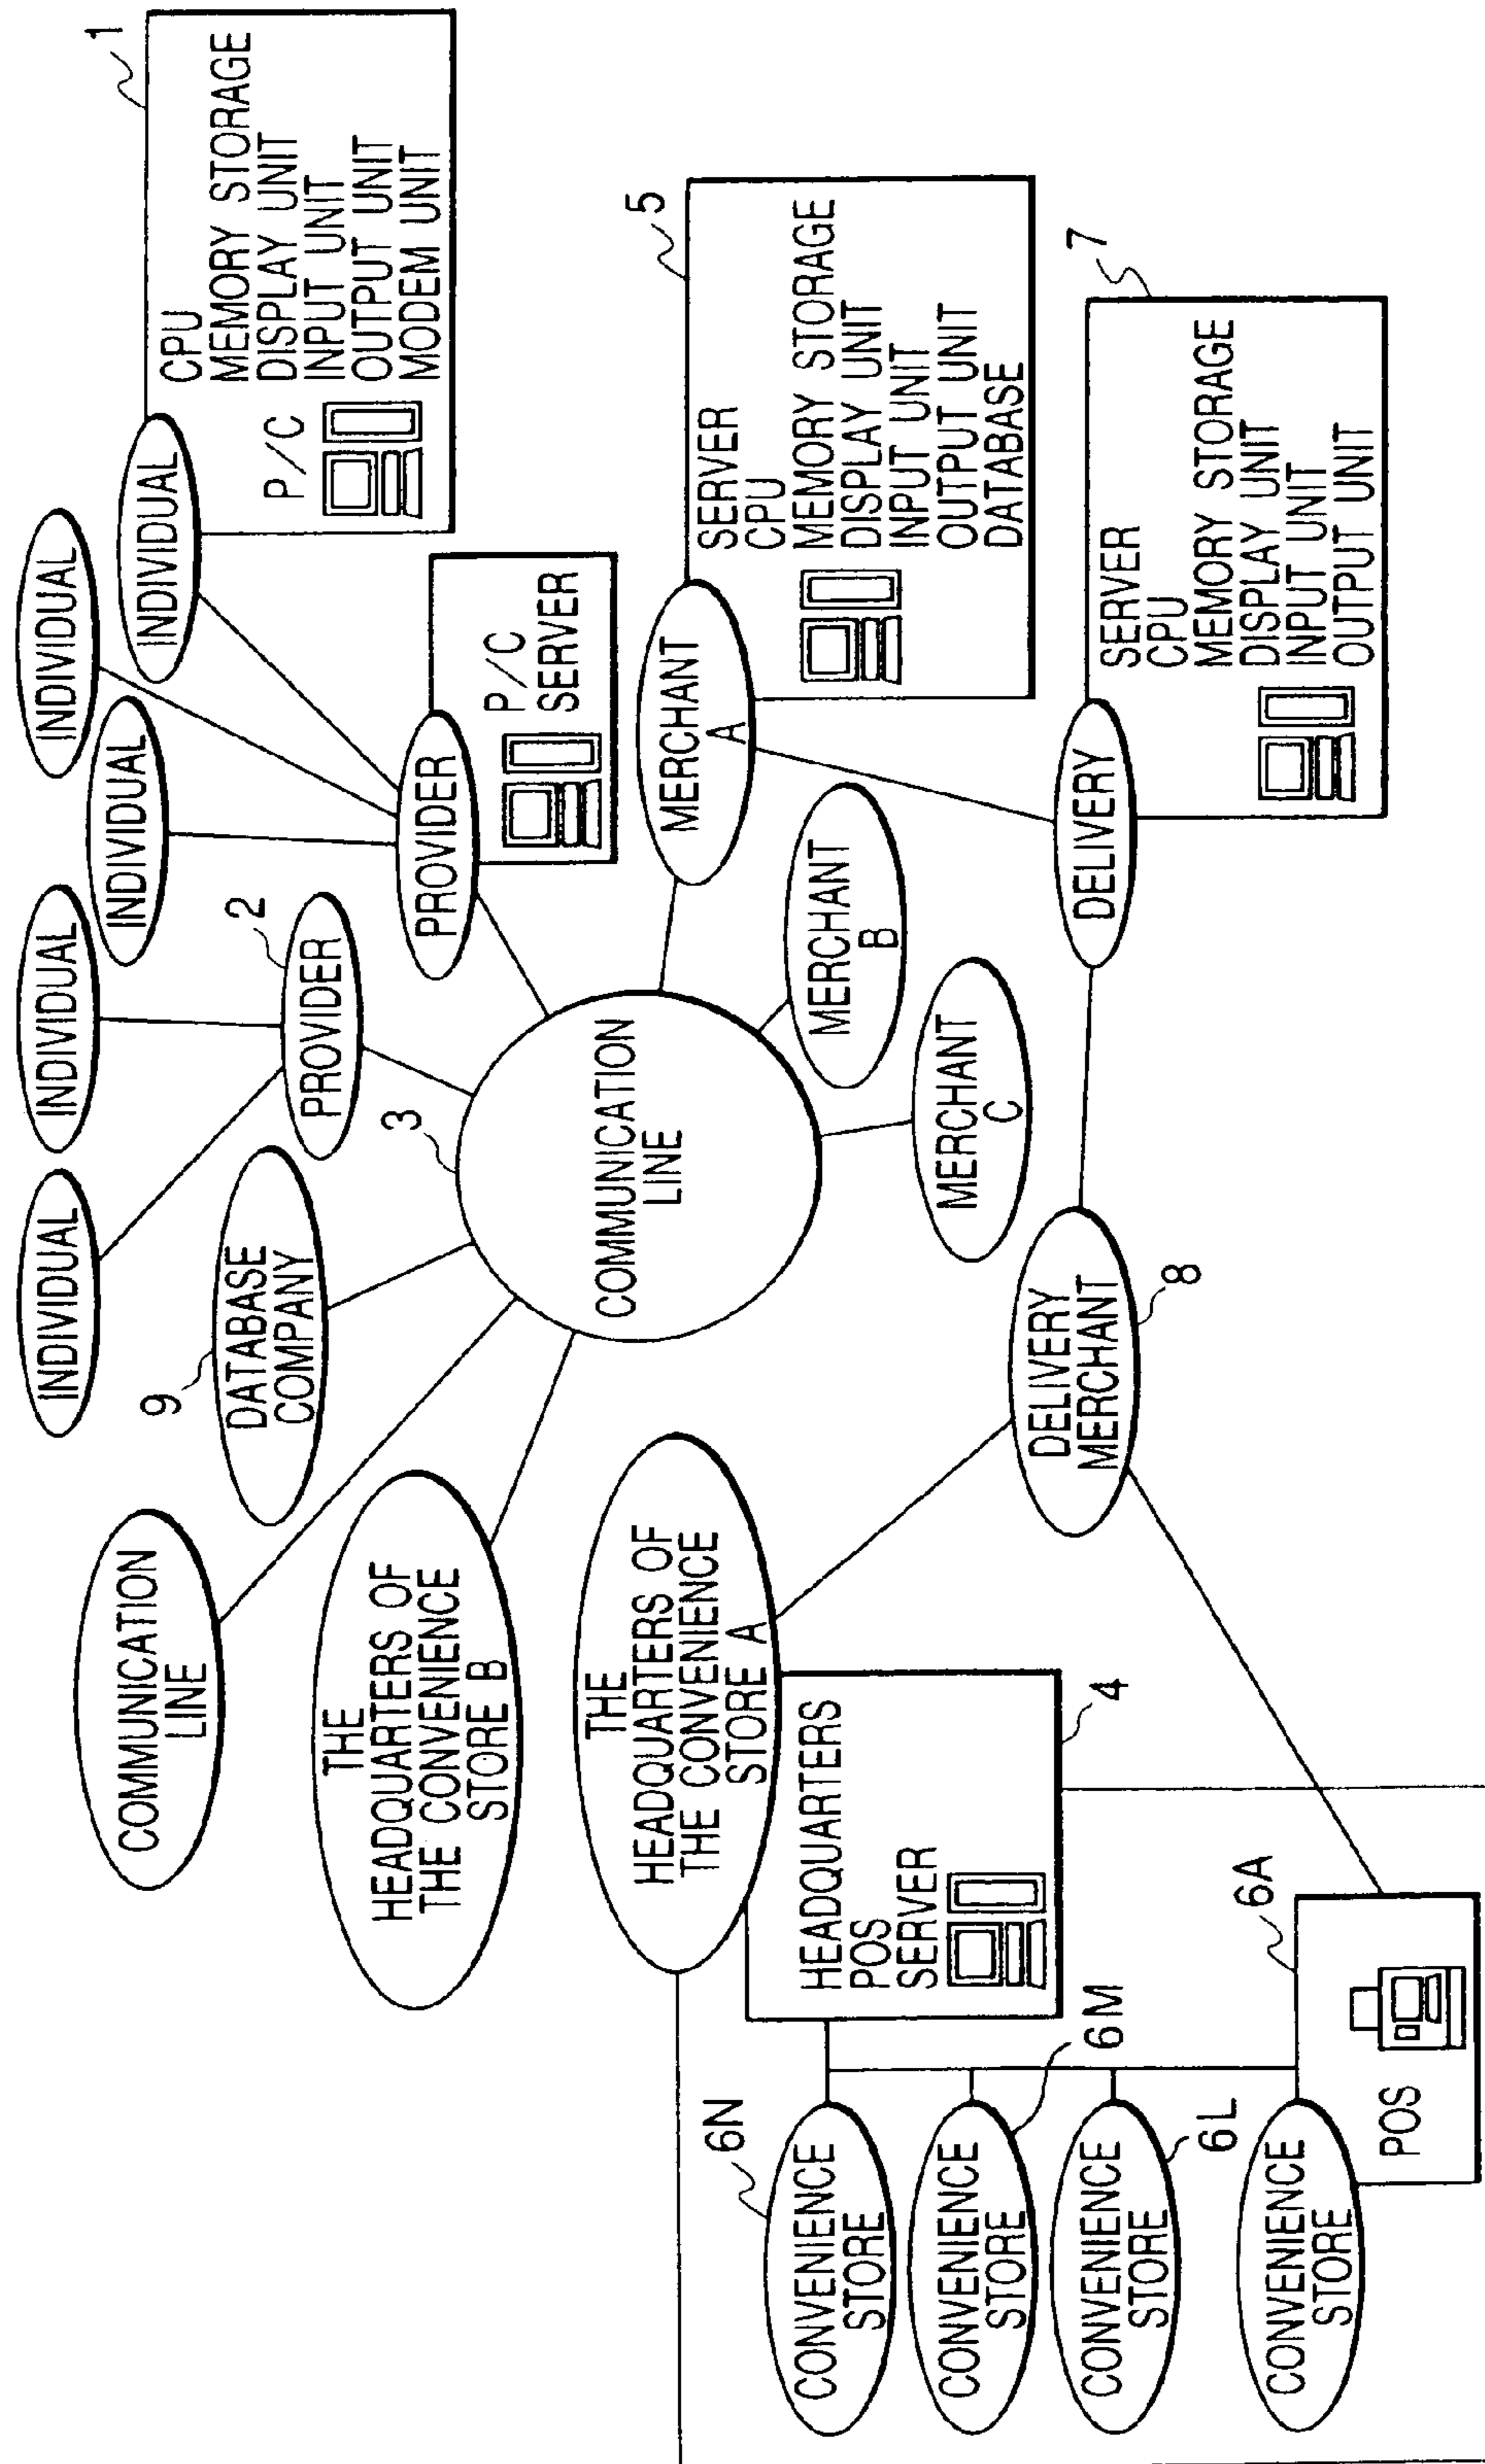 INDIVIDUAL
INDIVIDUAL
INDIVIDUAL
INDIVIDUAL
INDIVIDUAL
1
P/C
CPU
MEMORY STORAGE
DISPLAY UNIT
INPUT UNIT
OUTPUT UNIT
MODEM UNIT
COMMUNICATION
LINE
9
DATABASE
COMPANY
2
PROVIDER
PROVIDER
P/C
SERVER
THE
HEADQUARTERS OF
THE CONVENIENCE
STORE B
3
COMMUNICATION
LINE
MERCHANT
A
5
SERVER
CPU
MEMORY STORAGE
DISPLAY UNIT
INPUT UNIT
OUTPUT UNIT
DATABASE
THE
HEADQUARTERS OF
THE CONVENIENCE
STORE A
MERCHANT
B
MERCHANT
C
HEADQUARTERS
POS
SERVER
4
DELIVERY
MERCHANT
8
DELIVERY
7
SERVER
CPU
MEMORY STORAGE
DISPLAY UNIT
INPUT UNIT
OUTPUT UNIT
6N
CONVENIENCE
STORE
6M
CONVENIENCE
STORE
6L
CONVENIENCE
STORE
6A
CONVENIENCE
STORE
POS